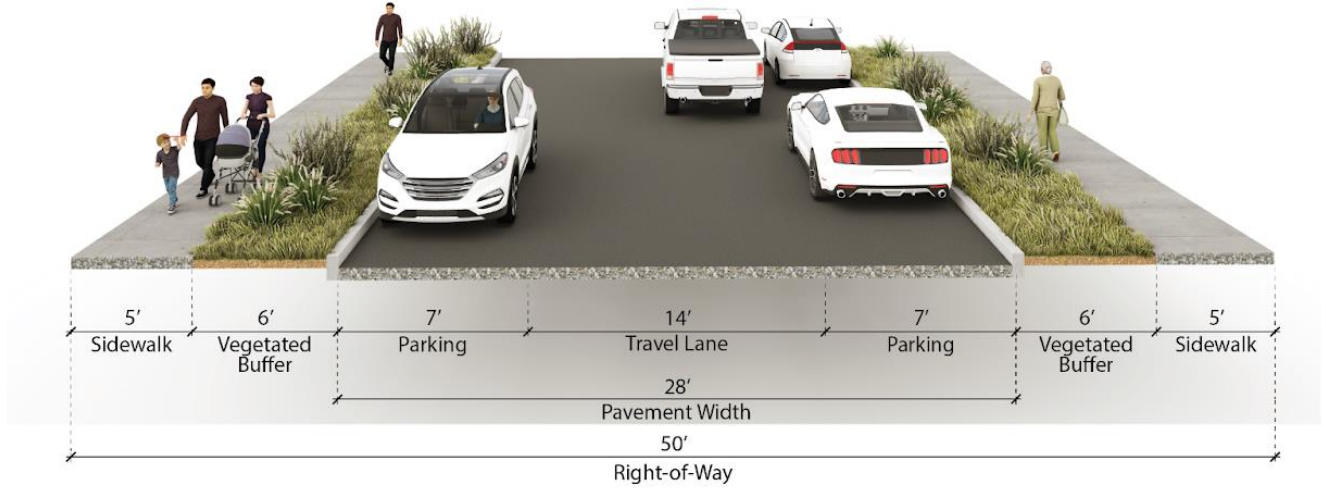 5’ 6’ 7’ 14’ 7’ 6’ 5’
Sidewalk Vegetated Parking Travel Lane Parking Vegetated Sidewalk
Buffer Buffer
28’
Pavement Width
50’
Right-of-Way